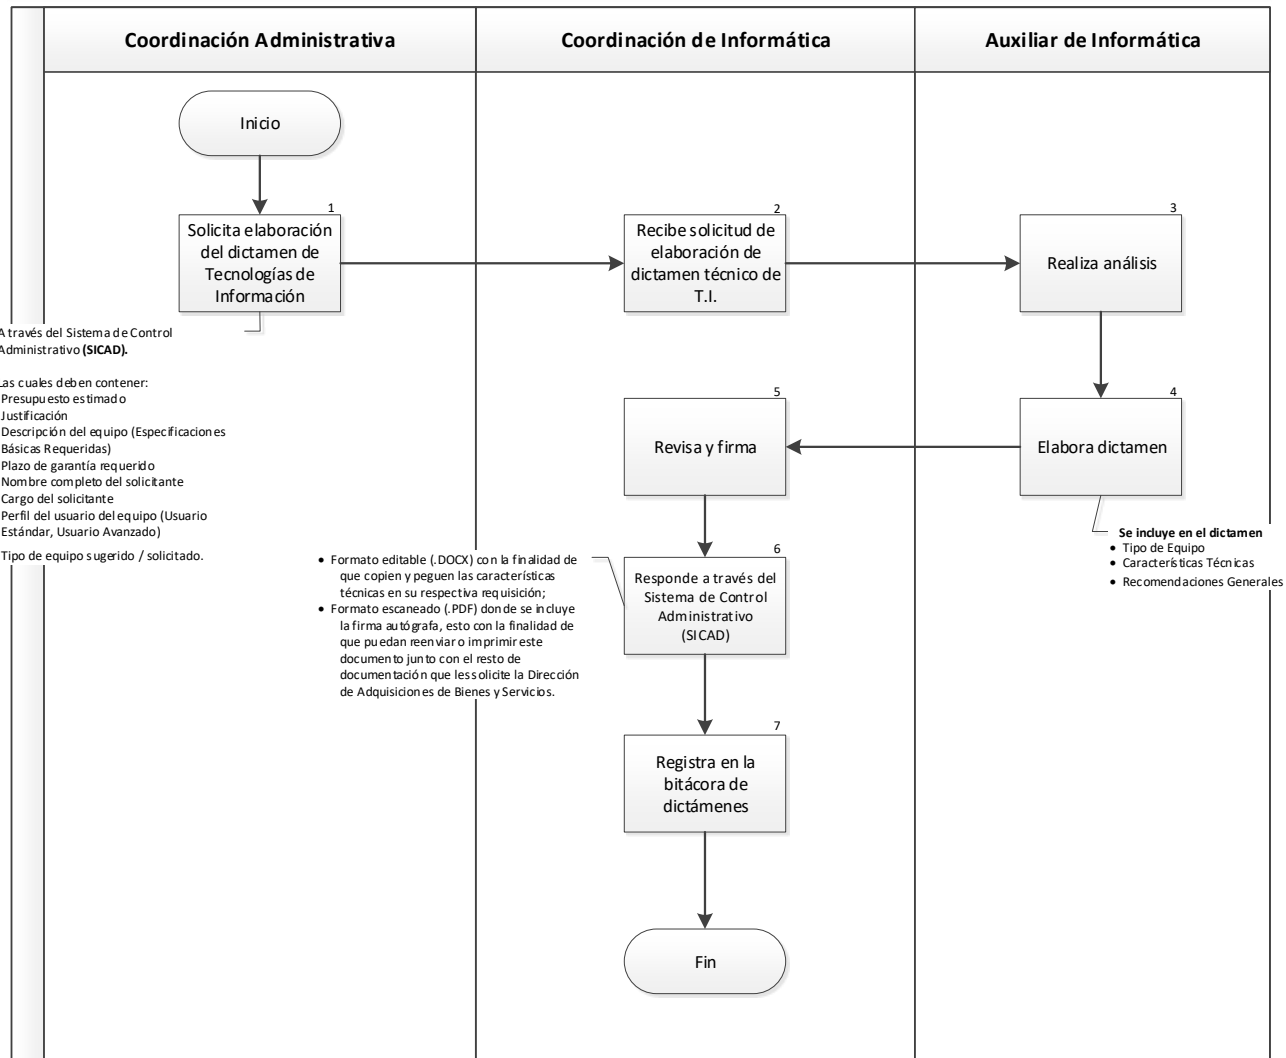 Coordinación Administrativa
Coordinación de Informática
Auxiliar de Informática
Inicio
1
Solicita elaboración
del dictamen de
Tecnologías de
Información
2
Recibe solicitud de
elaboración de
dictamen técnico de
T.I.
3
Realiza análisis
A través del Sistema de Control
Administrativo (SICAD).
Las cuales deben contener:
Presupuesto estimado
Justificación
Descripción del equipo (Especificaciones
Básicas Requeridas)
Plazo de garantía requerido
Nombre completo del solicitante
Cargo del solicitante
Perfil del usuario del equipo (Usuario
Estándar, Usuario Avanzado)
Tipo de equipo sugerido / solicitado.
4
Elabora dictamen
Se incluye en el dictamen
• Tipo de Equipo
• Características Técnicas
• Recomendaciones Generales
5
Revisa y firma
6
Responde a través del
Sistema de Control
Administrativo
(SICAD)
• Formato editable (.DOCX) con la finalidad de
que copien y peguen las características
técnicas en su respectiva requisición;
• Formato escaneado (.PDF) donde se incluye
la firma autógrafa, esto con la finalidad de
que puedan reenviar o imprimir este
documento junto con el resto de
documentación que les solicite la Dirección
de Adquisiciones de Bienes y Servicios.
7
Registra en la
bitácora de
dictámenes
Fin